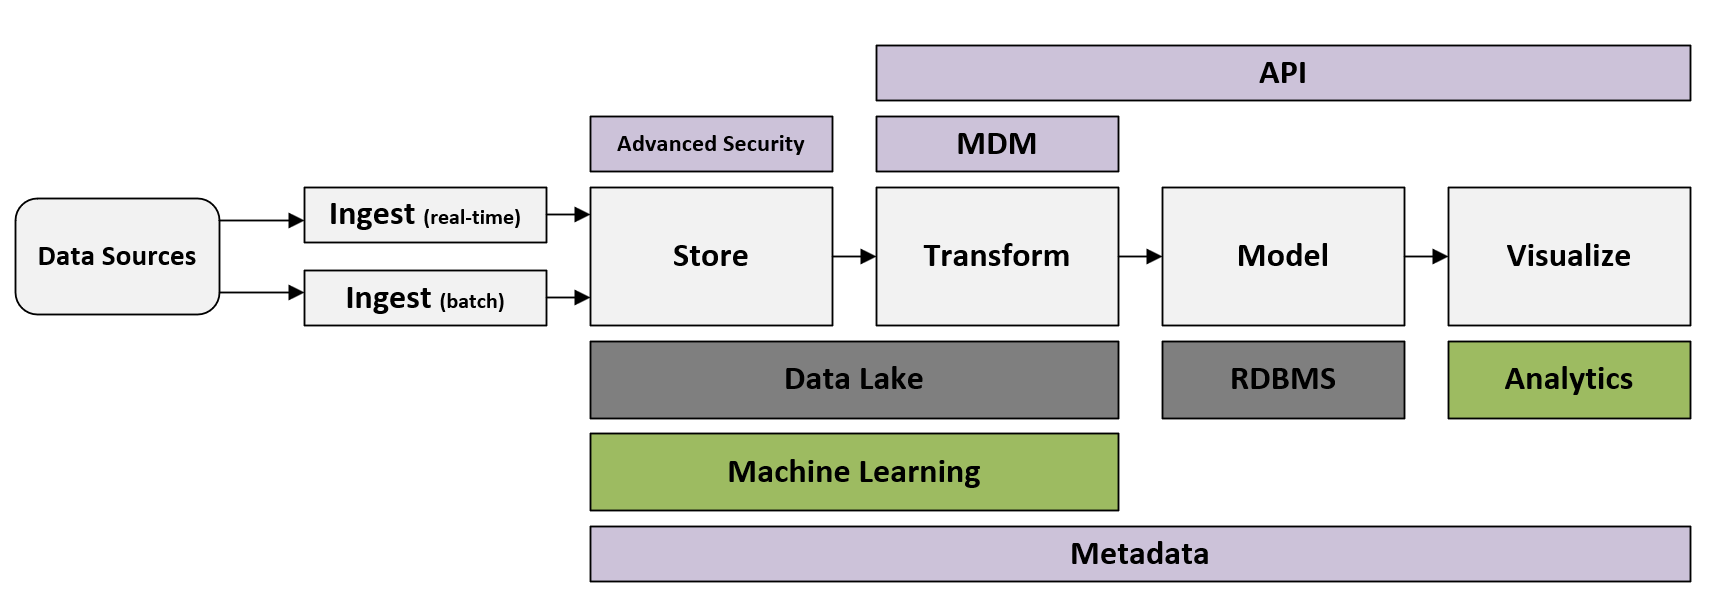 API
Advanced Security
MDM
Data Sources
Ingest (real-time)
Ingest (batch)
Store
Transform
Model
Visualize
Data Lake
RDBMS
Analytics
Machine Learning
Metadata